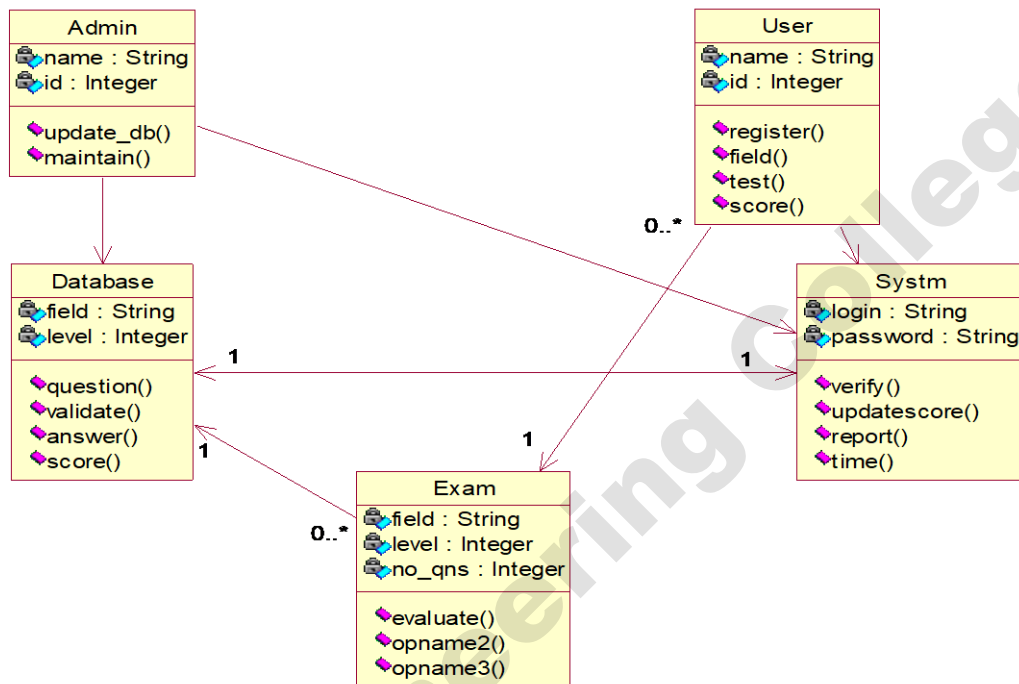 Admin
name : String
id : Integer
update_db()
maintain()
User
name : String
id : Integer
register()
field()
test()
score()
0..*
Database
field : String
level : Integer
question()
validate()
answer()
score()
1
1
Systm
login : String
password : String
verify()
updatescore()
report()
time()
1
1
0..*
Exam
field : String
level : Integer
no_qns : Integer
evaluate()
opname2()
opname3()
eering Colleg